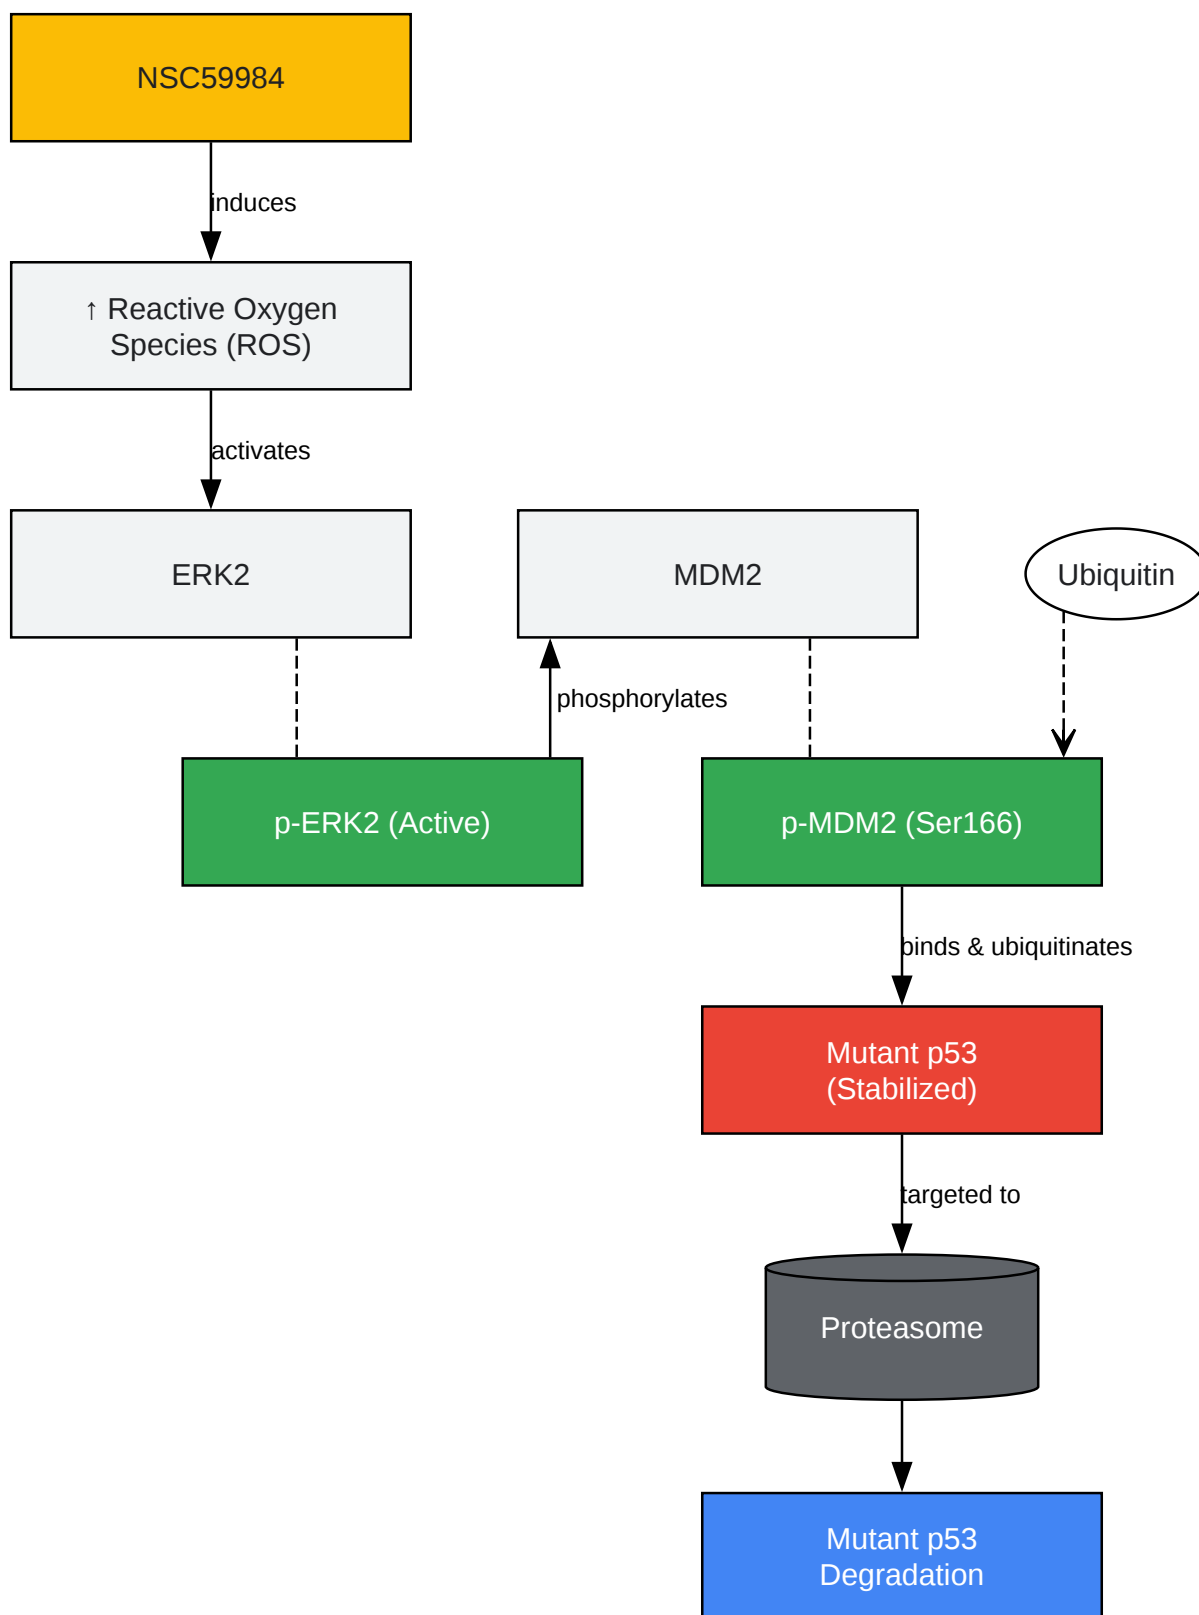 NSC59984
induces
↑ Reactive Oxygen
Species (ROS)
activates
ERK2
MDM2
Ubiquitin
phosphorylates
p-ERK2 (Active)
p-MDM2 (Ser166)
binds & ubiquitinates
Mutant p53
(Stabilized)
targeted to
Proteasome
Mutant p53
Degradation